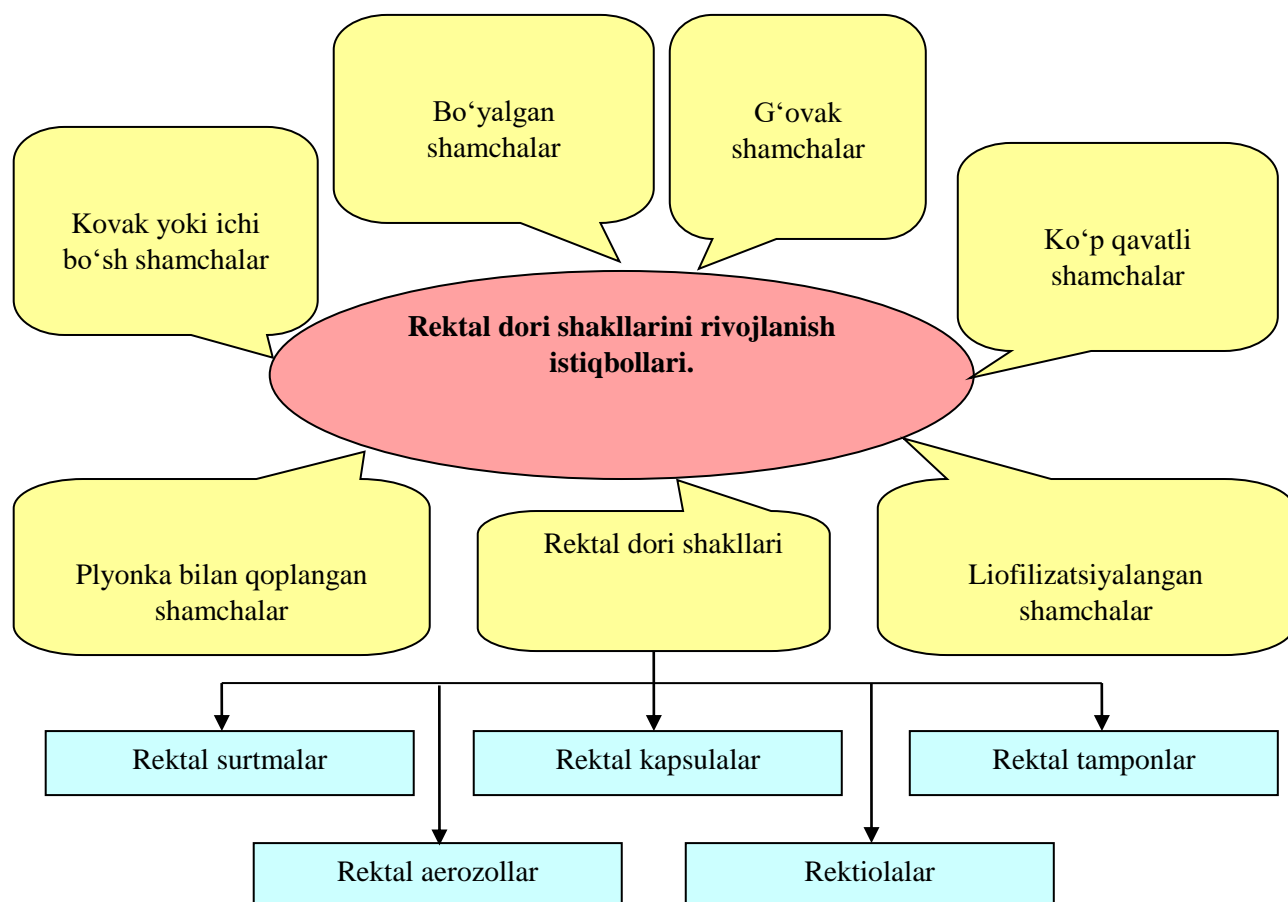 Bo‘yalgan
shamchalar
G‘ovak
shamchalar
Kovak yoki ichi
bo‘sh shamchalar
Ko‘p qavatli
shamchalar
Rektal dori shakllarini rivojlanish
istiqbollari.
Plyonka bilan qoplangan
shamchalar
Rektal dori shakllari
Liofilizatsiyalangan
shamchalar
Rektal surtmalar
Rektal kapsulalar
Rektal tamponlar
Rektal aerozollar
Rektiolalar